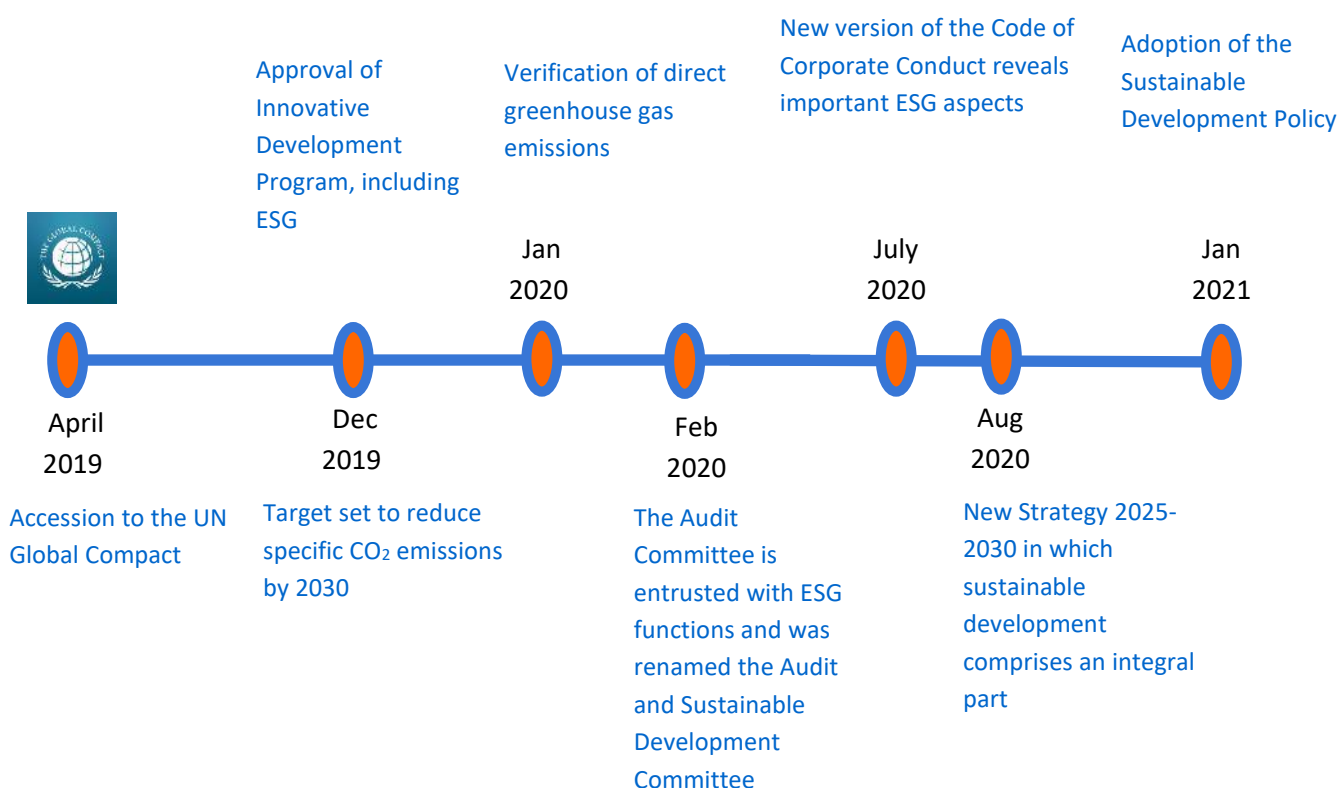 Approval of
Innovative
Development
Program, including
ESG
Verification of direct
greenhouse gas
emissions
New version of the Code of
Corporate Conduct reveals
important ESG aspects
Adoption of the
Sustainable
Development Policy
THE GLOBAL COMPACT
Jan
2020
July
2020
Jan
2021
April
2019
Dec
2019
Feb
2020
Aug
2020
Accession to the UN
Global Compact
Target set to reduce
specific CO₂ emissions
by 2030
The Audit
Committee is
entrusted with ESG
functions and was
renamed the Audit
and Sustainable
Development
Committee
New Strategy 2025-
2030 in which
sustainable
development
comprises an integral
part